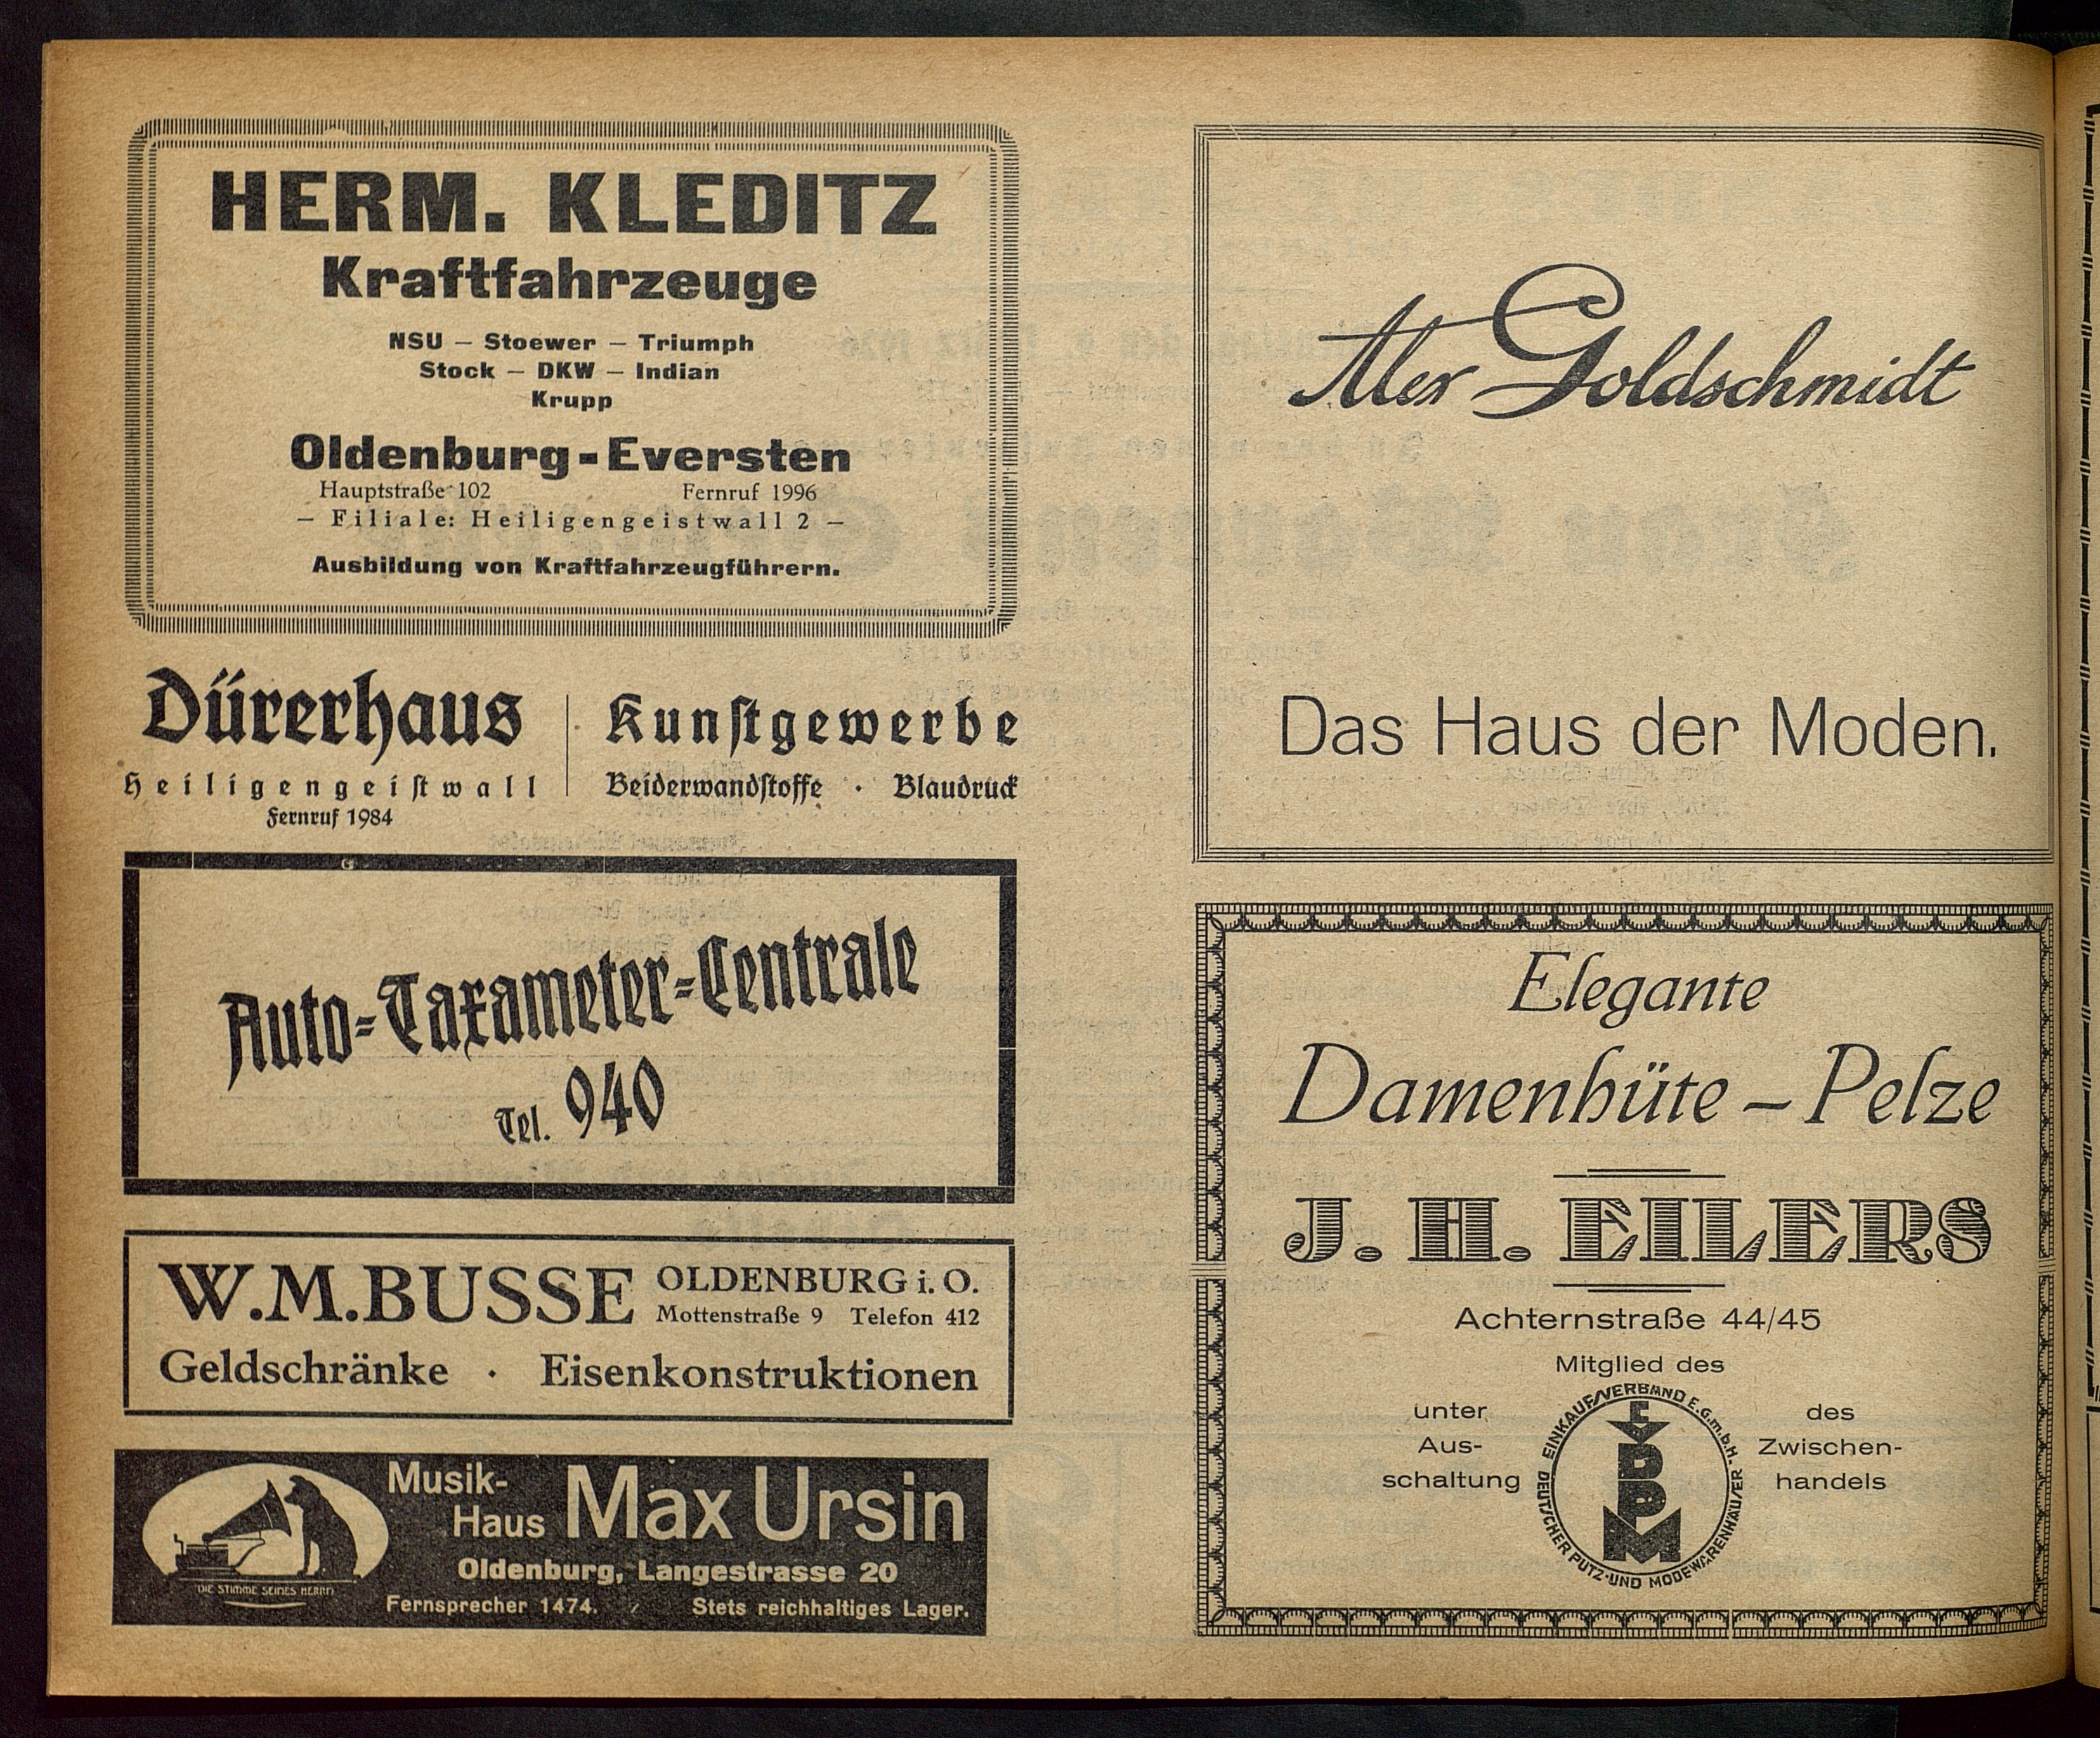 HERM. KLEDITZ
Kraftfahrzeuge
NSU — Stoewer — Triumph
Stock — DKW — Indian
Krupp
Oldenburg-Eversten
Hauptstraße 102 Fernruf 1996
— Filiale: Heiligengeistwall 2 —
Ausbildung von Kraftfahrzeugführern.
Dürerhaus
Heiligengeistwall
Fernruf 1984
Kunstgewerbe
Beiderwandstoffe · Blaudruck
Auto-Taxameter-Centrale
Tel. 940
W.M.BUSSE OLDENBURG i. O.
Mottenstraße 9 Telefon 412
Geldschränke · Eisenkonstruktionen
DIE STIMME SEINES HERRN
Musik-
Haus Max Ursin
Oldenburg, Langestrasse 20
Fernsprecher 1474. Stets reichhaltiges Lager.
Alex Goldschmidt
Das Haus der Moden.
Elegante
Damenhüte – Pelze
J. H. EILERS
Achternstraße 44/45
Mitglied des
unter
Aus-
schaltung
EINKAUFSVERBAND E.G.m.b.H.
DEUTSCHER PUTZ-UND MODEWARENHÄUSER
E
V
D
P
M
des
Zwischen-
handels